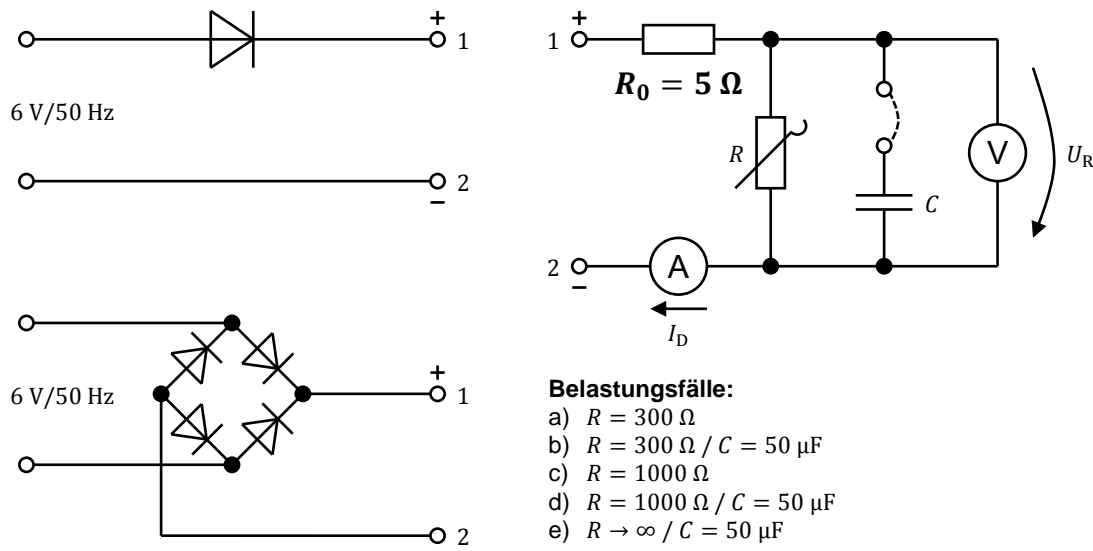 +
1
6 V/50 Hz
2
−
6 V/50 Hz
+
1
2
+
1
R₀ = 5 Ω
R
C
V
U_R
2
−
A
I_D
Belastungsfälle:
a) R = 300 Ω
b) R = 300 Ω / C = 50 μF
c) R = 1000 Ω
d) R = 1000 Ω / C = 50 μF
e) R → ∞ / C = 50 μF